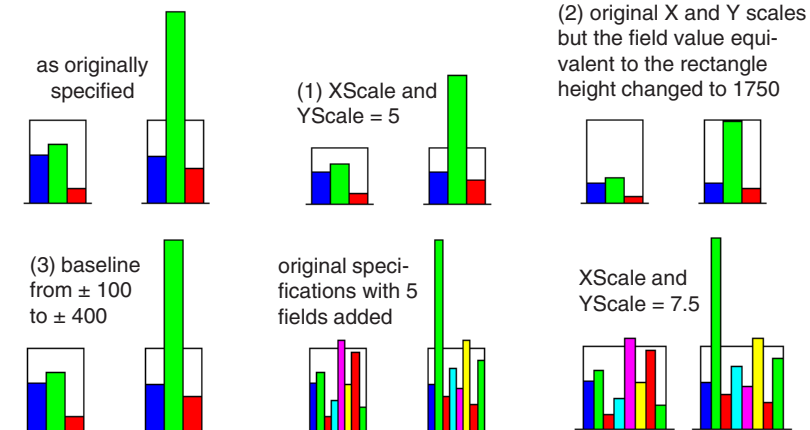 as originally
specified
(1) XScale and
YScale = 5
(2) original X and Y scales
but the field value equi-
valent to the rectangle
height changed to 1750
(3) baseline
from ± 100
to ± 400
original speci-
fications with 5
fields added
XScale and
YScale = 7.5